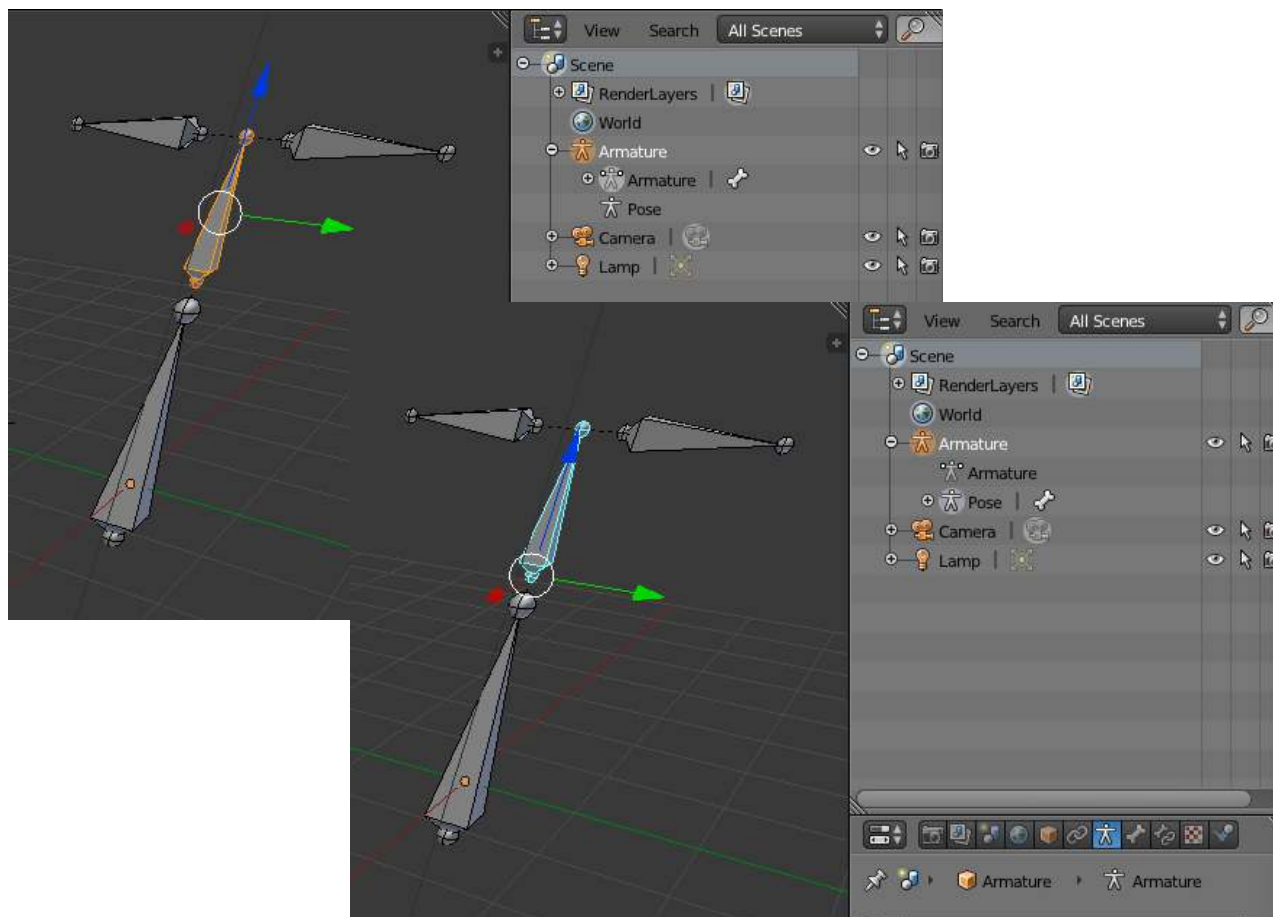 View Search All Scenes
Scene
RenderLayers
World
Armature
Armature
Pose
Camera
Lamp
View Search All Scenes
Scene
RenderLayers
World
Armature
Armature
Pose
Camera
Lamp
Armature Armature